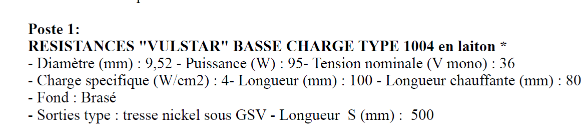 Poste 1:
RESISTANCES "VULSTAR" BASSE CHARGE TYPE 1004 en laiton *
- Diamètre (mm) : 9,52 - Puissance (W) : 95- Tension nominale (V mono) : 36
- Charge specifique (W/cm2) : 4- Longueur (mm) : 100 - Longueur chauffante (mm) : 80
- Fond : Brasé
- Sorties type : tresse nickel sous GSV - Longueur  S (mm) :  500